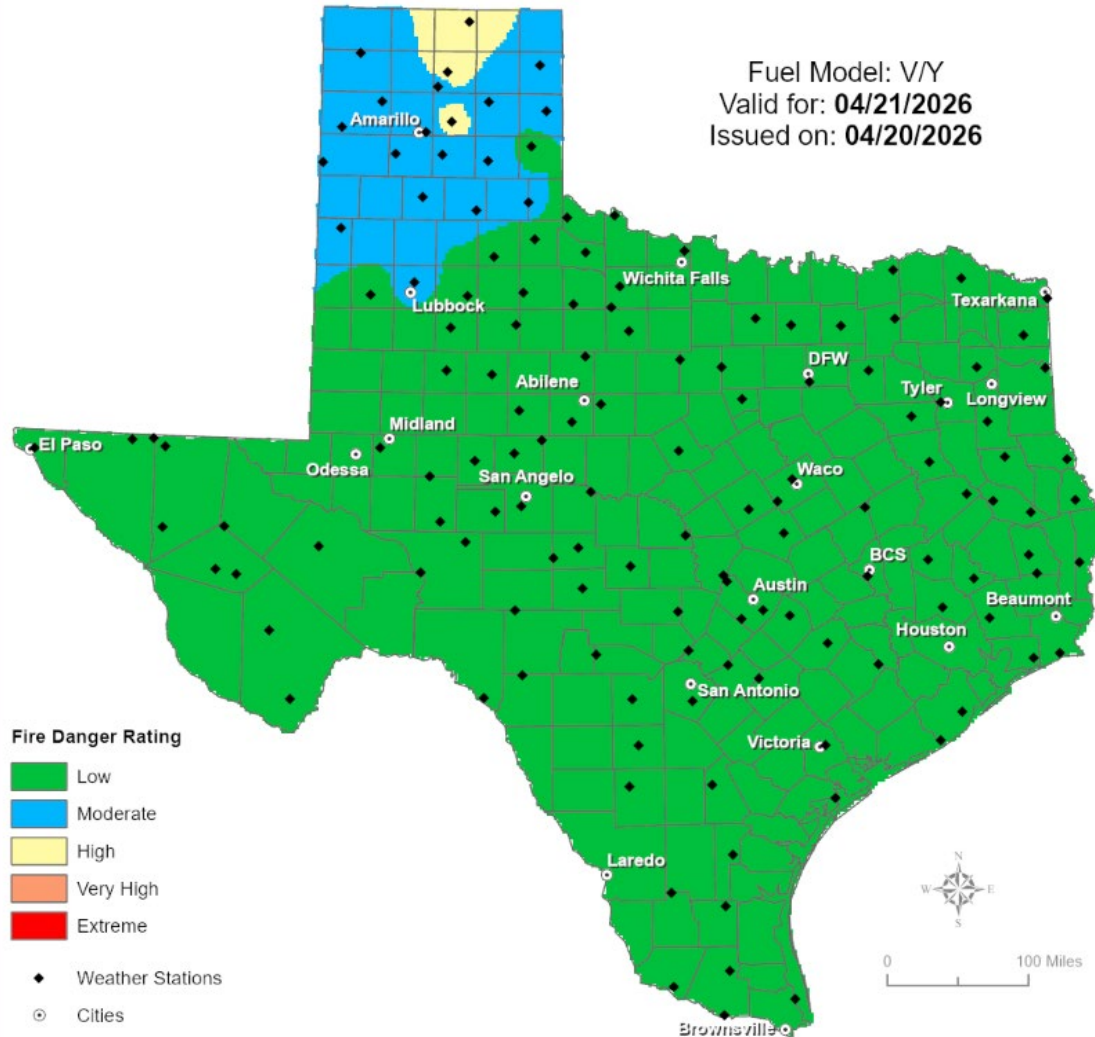 Fuel Model: V/Y
Valid for: 04/21/2026
Issued on: 04/20/2026
Amarillo
Wichita Falls
Lubbock
Texarkana
DFW
Abilene
Tyler
Longview
Midland
El Paso
Odessa
San Angelo
Waco
BCS
Austin
Beaumont
Houston
San Antonio
Victoria
Laredo
Brownsville
Fire Danger Rating
Low
Moderate
High
Very High
Extreme
Weather Stations
Cities
N
W E
S
0 100 Miles